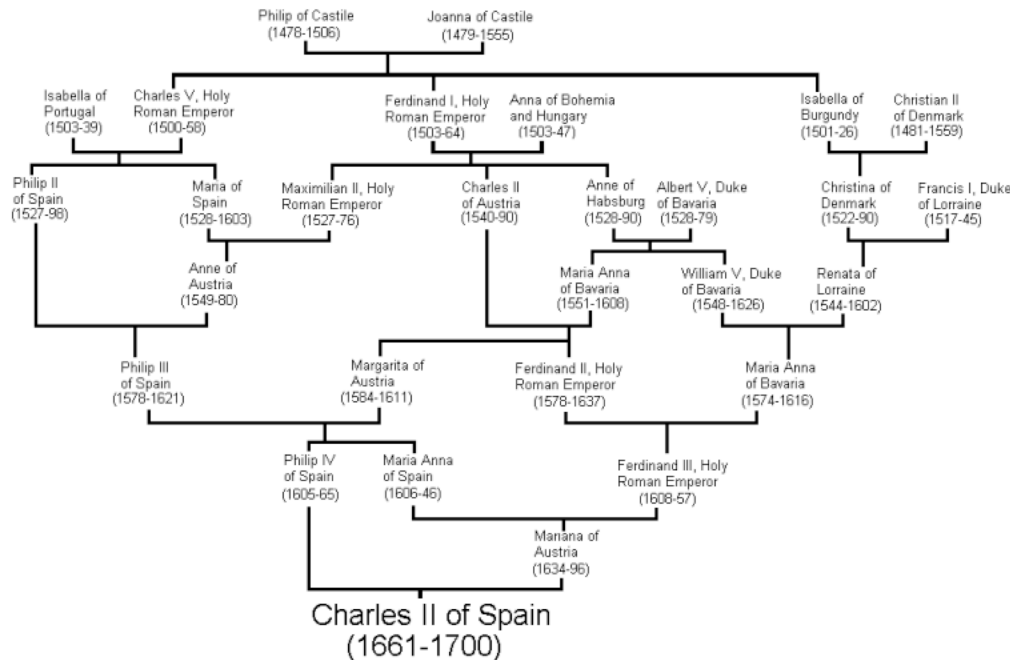 Philip of Castile
(1478-1506)
Joanna of Castile
(1479-1555)
Isabella of
Portugal
(1503-39)
Charles V, Holy
Roman Emperor
(1500-58)
Ferdinand I, Holy
Roman Emperor
(1503-64)
Anna of Bohemia
and Hungary
(1503-47)
Isabella of
Burgundy
(1501-26)
Christian II
of Denmark
(1481-1559)
Philip II
of Spain
(1527-98)
Maria of
Spain
(1528-1603)
Maximilian II, Holy
Roman Emperor
(1527-76)
Charles II
of Austria
(1540-90)
Anne of
Habsburg
(1528-90)
Albert V, Duke
of Bavaria
(1528-79)
Christina of
Denmark
(1522-90)
Francis I, Duke
of Lorraine
(1517-45)
Anne of
Austria
(1549-80)
Maria Anna
of Bavaria
(1551-1608)
William V, Duke
of Bavaria
(1548-1626)
Renata of
Lorraine
(1544-1602)
Philip III
of Spain
(1578-1621)
Margarita of
Austria
(1584-1611)
Ferdinand II, Holy
Roman Emperor
(1578-1637)
Maria Anna
of Bavaria
(1574-1616)
Philip IV
of Spain
(1605-65)
Maria Anna
of Spain
(1606-46)
Ferdinand III, Holy
Roman Emperor
(1608-57)
Mariana of
Austria
(1634-96)
Charles II of Spain
(1661-1700)